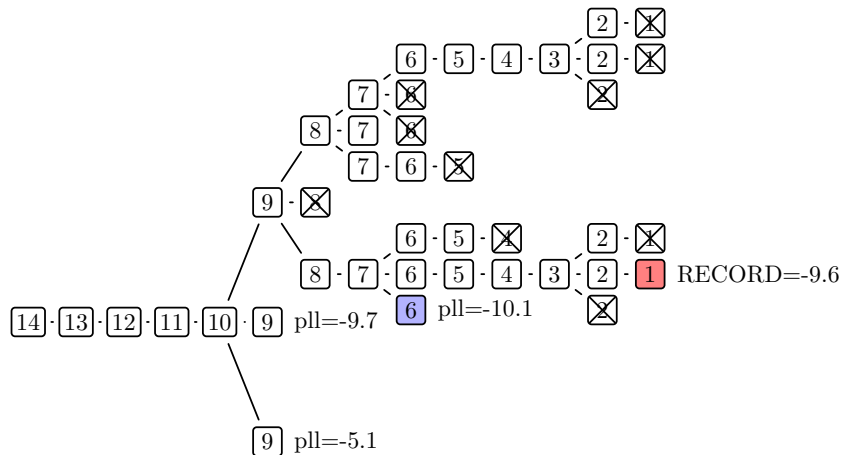 2 1
6 5 4 3 2 1
7 6 2
8 7 6
7 6 5
9 8
6 5 4 2 1
8 7 6 5 4 3 2 1 RECORD=-9.6
6 pll=-10.1 2
14 13 12 11 10 9 pll=-9.7
9 pll=-5.1